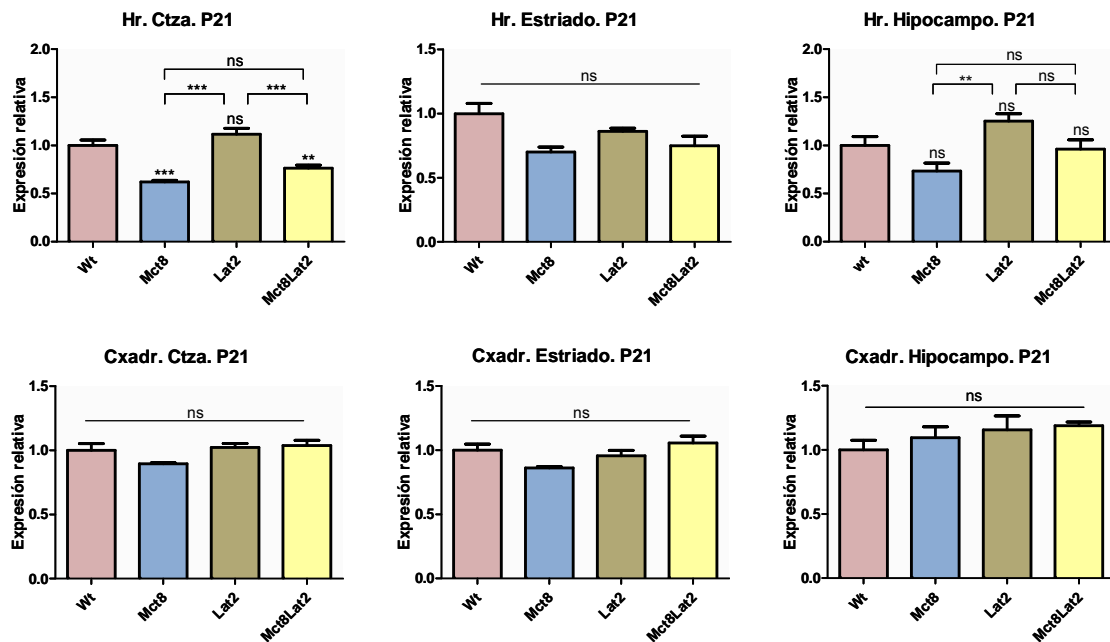 Hr. Ctza. P21
Expresión relativa
2.0
1.5
1.0
0.5
0.0
ns
***
***
***
ns
**
Wt
Mct8
Lat2
Mct8Lat2
Hr. Estriado. P21
Expresión relativa
1.5
1.0
0.5
0.0
ns
Wt
Mct8
Lat2
Mct8Lat2
Hr. Hipocampo. P21
Expresión relativa
2.0
1.5
1.0
0.5
0.0
ns
**
ns
ns
ns
ns
wt
Mct8
Lat2
Mct8Lat2
Cxadr. Ctza. P21
Expresión relativa
1.5
1.0
0.5
0.0
ns
Wt
Mct8
Lat2
Mct8Lat2
Cxadr. Estriado. P21
Expresión relativa
1.5
1.0
0.5
0.0
ns
Wt
Mct8
Lat2
Mct8Lat2
Cxadr. Hipocampo. P21
Expresión relativa
1.5
1.0
0.5
0.0
ns
Wt
Mct8
Lat2
Mct8Lat2